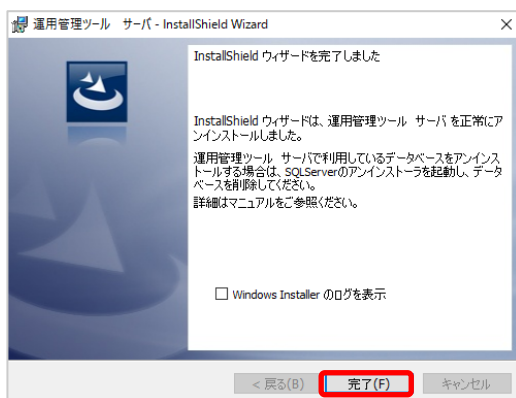 運用管理ツール　サーバ - InstallShield Wizard
InstallShield ウィザードを完了しました
InstallShield ウィザードは、運用管理ツール　サーバ を正常にア
ンインストールしました。
運用管理ツール　サーバで利用しているデータベースをアンインス
トールする場合は、SQLServerのアンインストーラを起動し、データ
ベースを削除してください。
詳細はマニュアルをご参照ください。
Windows Installer のログを表示
< 戻る(B)
完了(F)
キャンセル